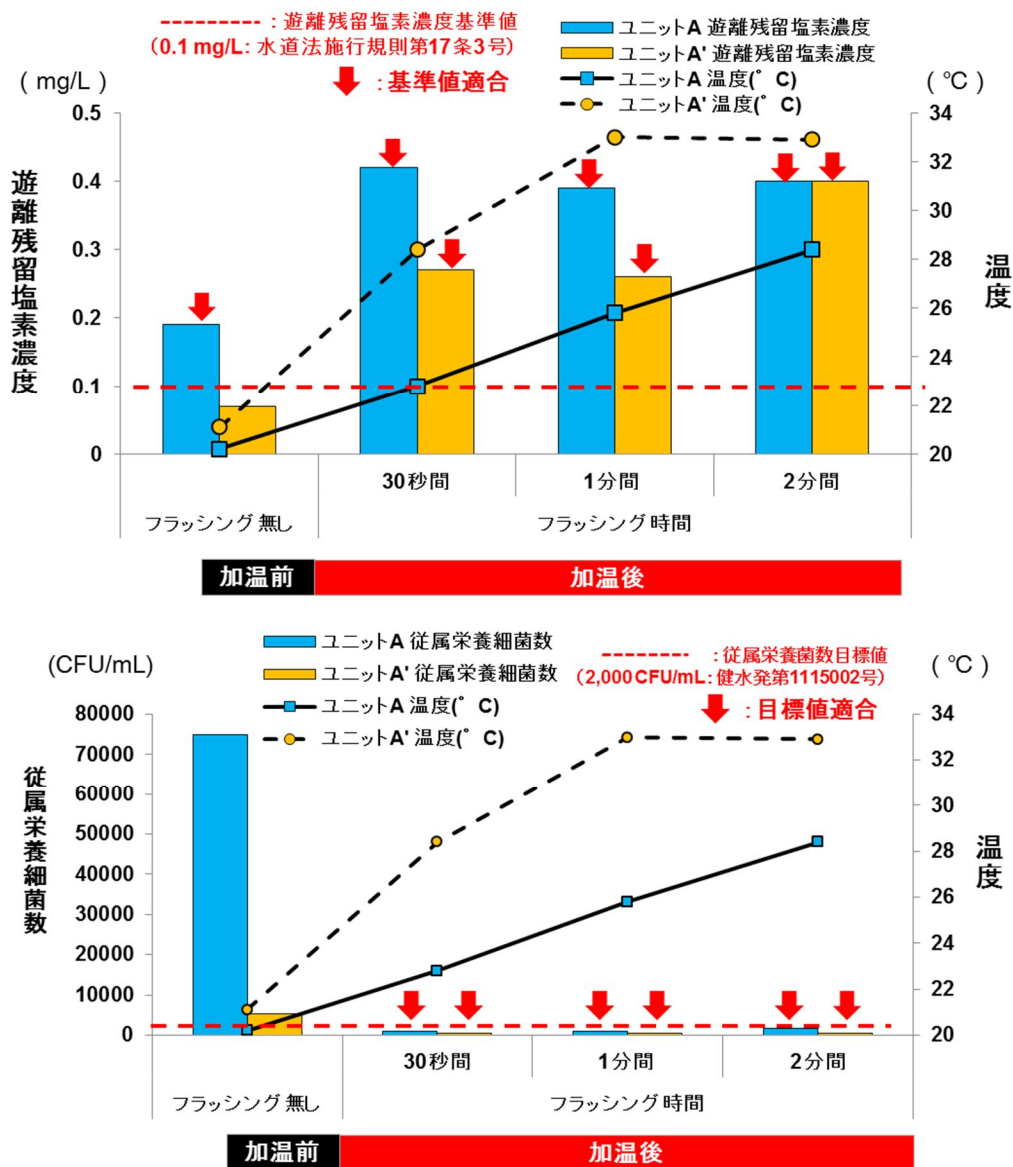 ---------- : 遊離残留塩素濃度基準値
(0.1 mg/L: 水道法施行規則第17条3号)
: 基準値適合
ユニットA 遊離残留塩素濃度
ユニットA' 遊離残留塩素濃度
ユニットA 温度(°C)
ユニットA' 温度(°C)
( mg/L)
( °C )
遊離残留塩素濃度
0.5
0.4
0.3
0.2
0.1
0
34
32
30
28
26
24
22
20
温度
30秒間
1分間
2分間
フラッシング無し
フラッシング時間
加温前
加温後
ユニットA 従属栄養細菌数
ユニットA' 従属栄養細菌数
ユニットA 温度(°C)
ユニットA' 温度(°C)
-------- : 従属栄養菌数目標値
(2,000 CFU/mL: 健水発第1115002号)
: 目標値適合
(CFU/mL)
( °C )
従属栄養細菌数
80000
70000
60000
50000
40000
30000
20000
10000
0
34
32
30
28
26
24
22
20
温度
30秒間
1分間
2分間
フラッシング無し
フラッシング時間
加温前
加温後